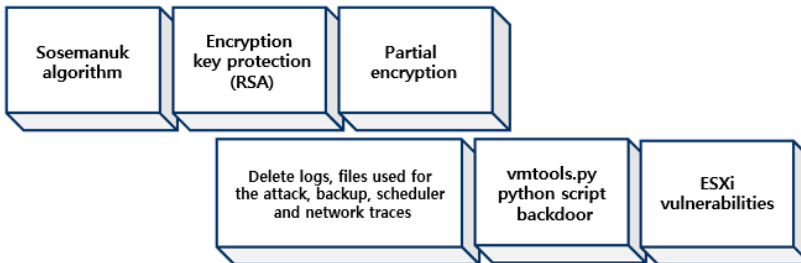 Sosemanuk
algorithm
Encryption
key protection
(RSA)
Partial
encryption
Delete logs, files used for
the attack, backup, scheduler
and network traces
vmtools.py
python script
backdoor
ESXi
vulnerabilities